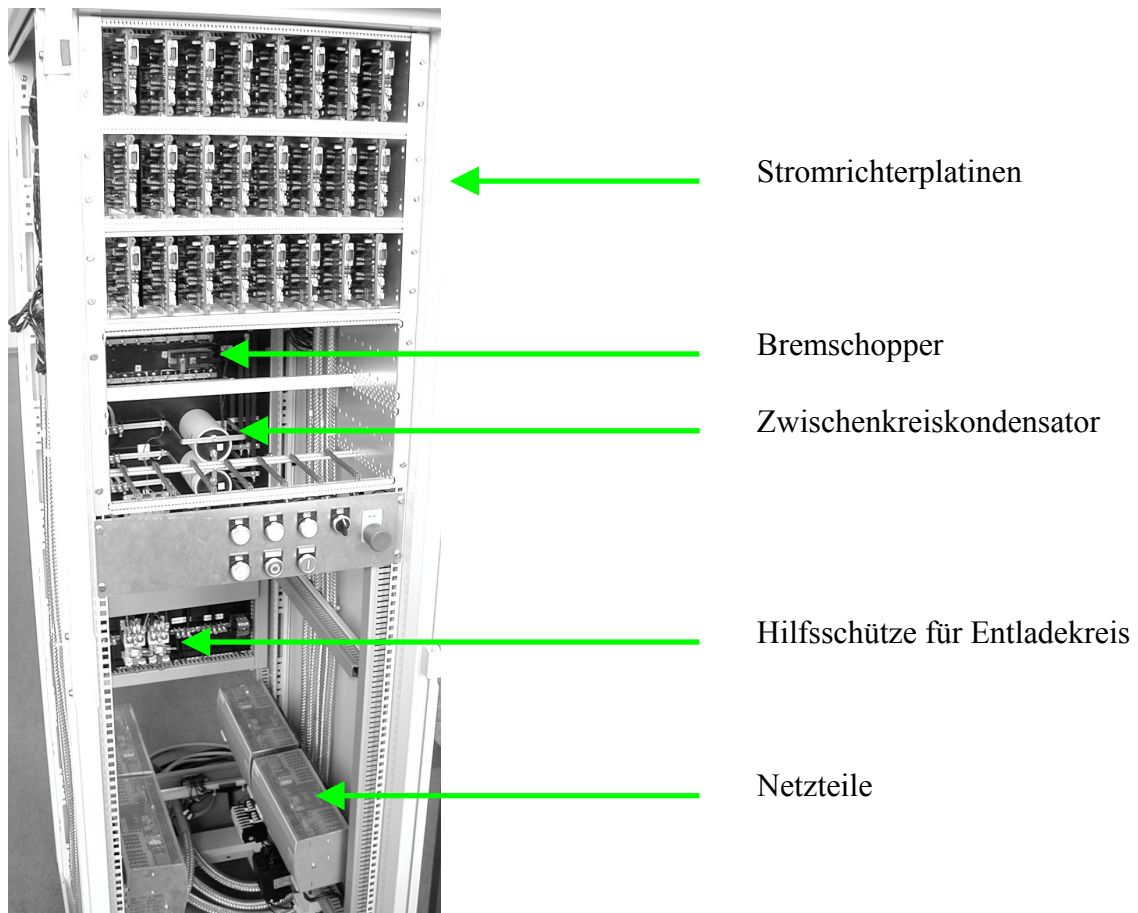 Stromrichterplatinen
Bremschopper
Zwischenkreiskondensator
Hilfsschütze für Entladekreis
Netzteile